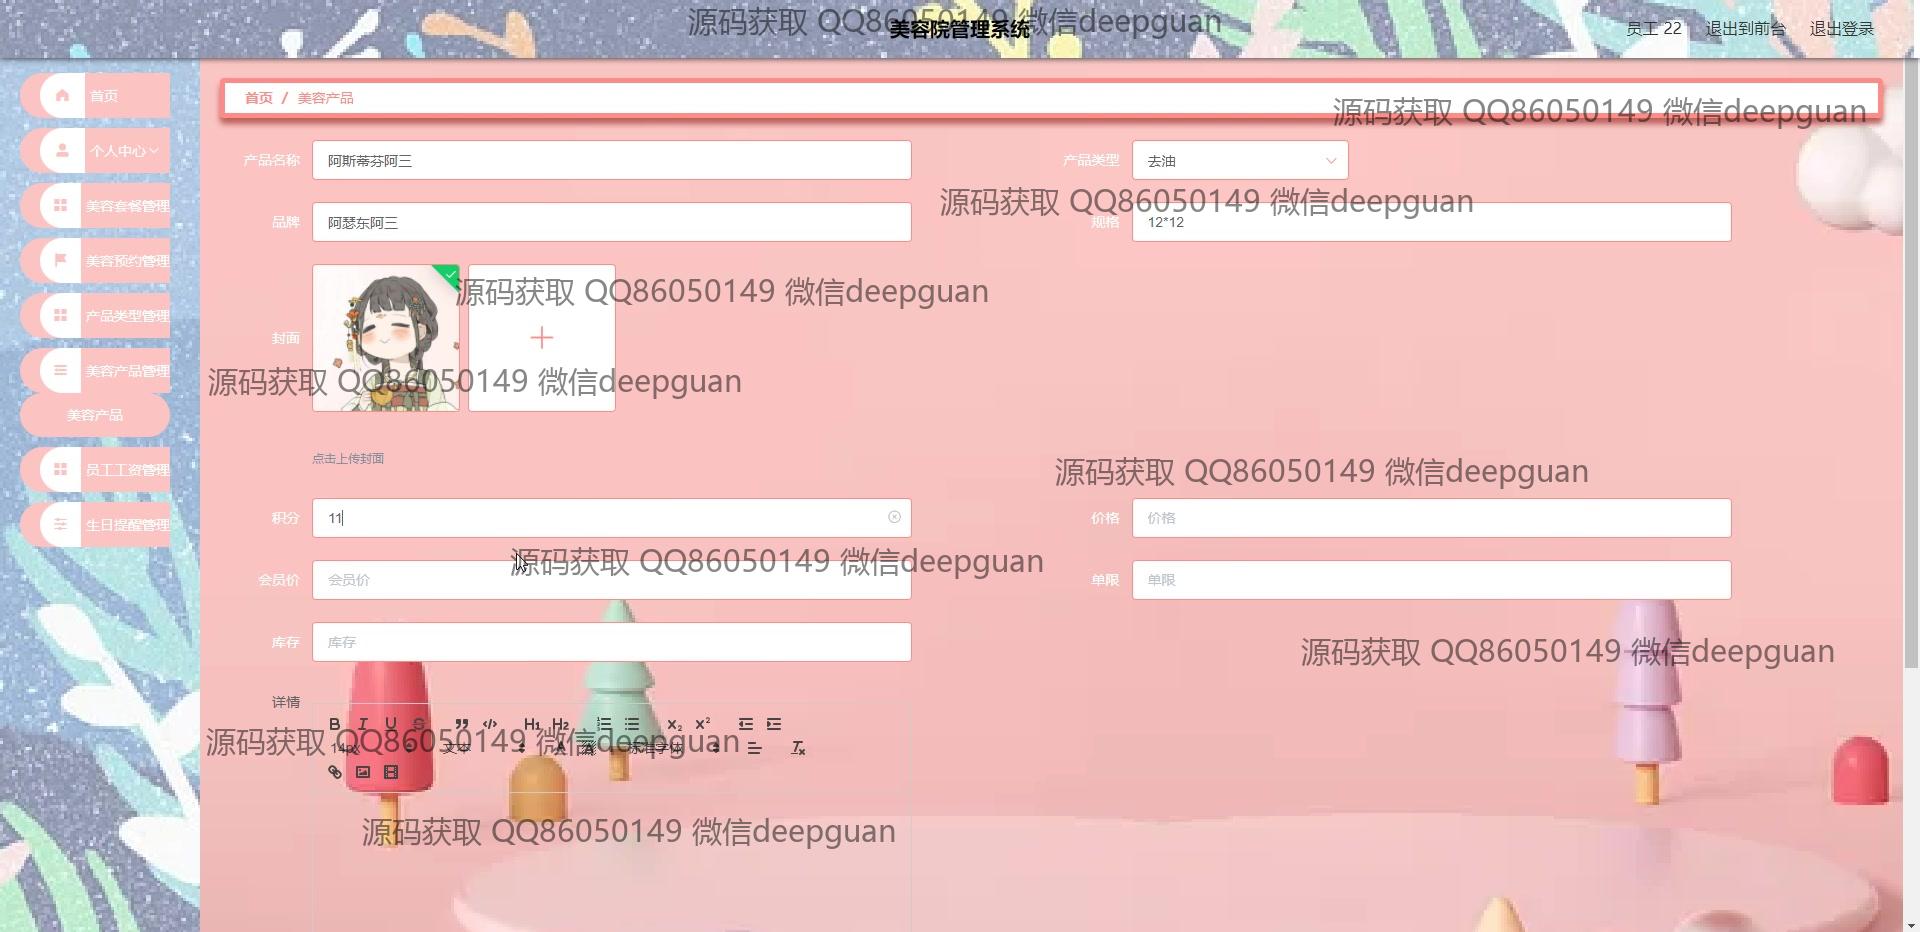 源码获取 QQ86050149 微信deepguan
美容院管理系统
员工 22 退出到前台 退出登录
首页
个人中心
美容套餐管理
美容预约管理
产品类型管理
美容产品管理
美容产品
员工工资管理
生日提醒管理
首页 / 美容产品
源码获取 QQ86050149 微信deepguan
产品名称 阿斯蒂芬阿三 产品类型 去油
源码获取 QQ86050149 微信deepguan
品牌 阿瑟东阿三 规格 12*12
源码获取 QQ86050149 微信deepguan
封面
源码获取 QQ86050149 微信deepguan
点击上传封面
源码获取 QQ86050149 微信deepguan
积分 11 价格 价格
源码获取 QQ86050149 微信deepguan
会员价 会员价 单限 单限
库存 库存
源码获取 QQ86050149 微信deepguan
详情
B I U S H1 H2 X2 X2
14px 文本 A 标准字体 Tx
源码获取 QQ86050149 微信deepguan
源码获取 QQ86050149 微信deepguan